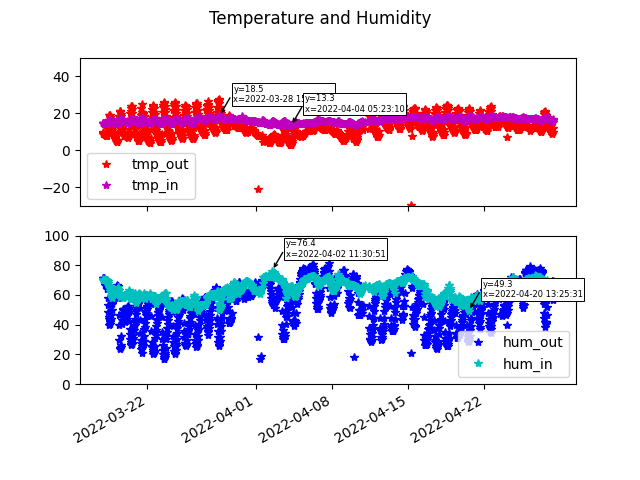 Temperature and Humidity
40
20
0
−20
y=18.5
x=2022-03-28 15
y=13.3
x=2022-04-04 05:23:10
tmp_out
tmp_in
100
80
60
40
20
0
y=76.4
x=2022-04-02 11:30:51
y=49.3
x=2022-04-20 13:25:31
hum_out
hum_in
2022-03-22
2022-04-01
2022-04-08
2022-04-15
2022-04-22